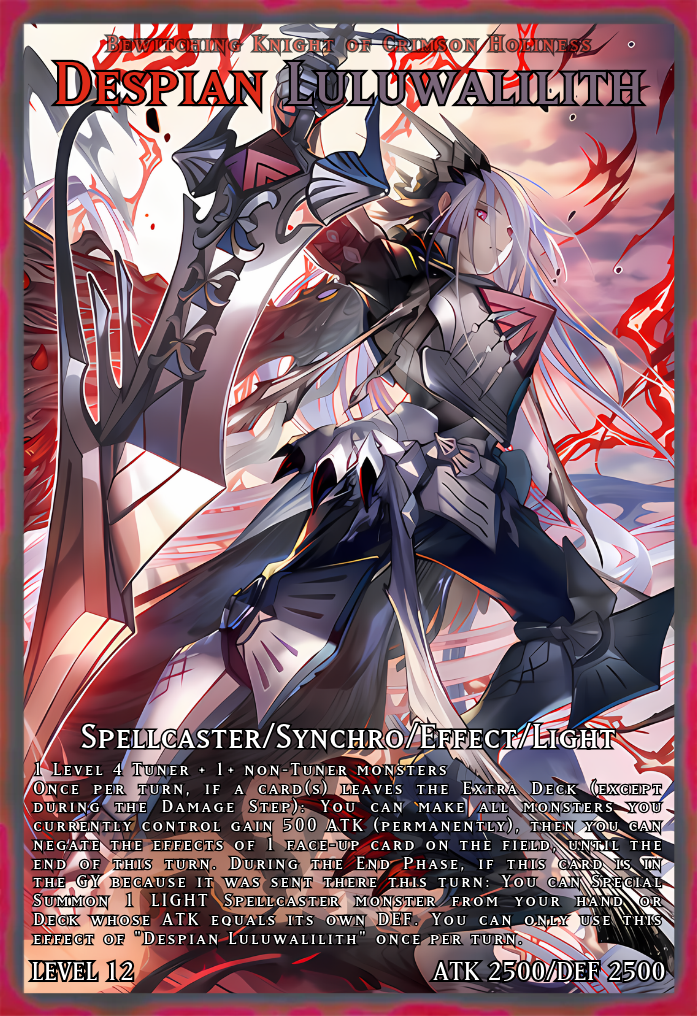 Bewitching Knight of Crimson Holiness
Despian Luluwalilith
Spellcaster/Synchro/Effect/Light
1 Level 4 Tuner + 1+ non-Tuner monsters
Once per turn, if a card(s) leaves the Extra Deck (except
during the Damage Step): You can make all monsters you
currently control gain 500 ATK (permanently), then you can
negate the effects of 1 face-up card on the field, until the
end of this turn. During the End Phase, if this card is in
the GY because it was sent there this turn: You can Special
Summon 1 LIGHT Spellcaster monster from your hand or
Deck whose ATK equals its own DEF. You can only use this
effect of "Despian Luluwalilith" once per turn.
LEVEL 12
ATK 2500/DEF 2500